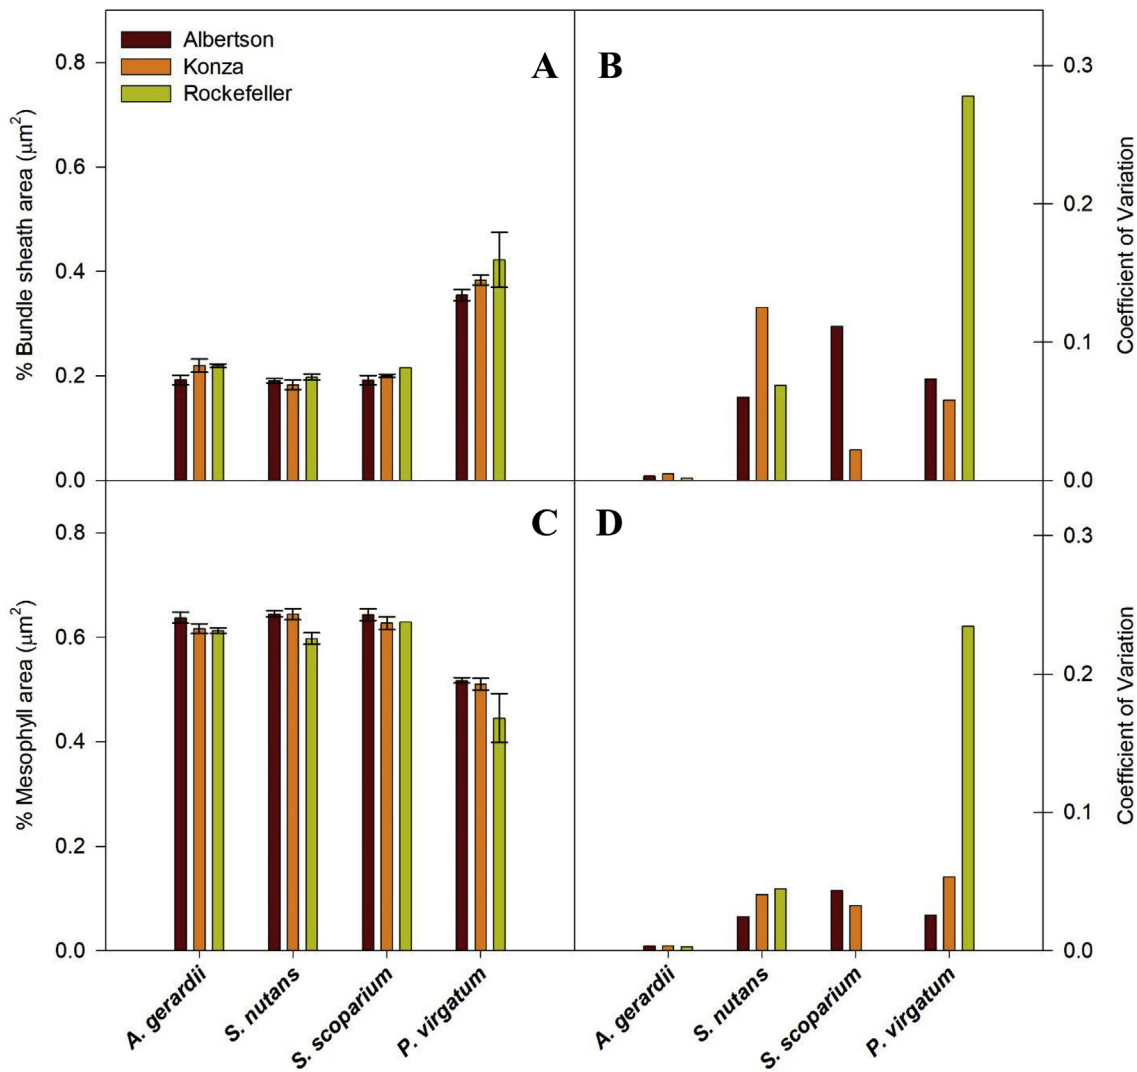 Albertson
Konza
Rockefeller
A
B
% Bundle sheath area (μm²)
0.8
0.6
0.4
0.2
0.0
0.3
0.2
0.1
0.0
Coefficient of Variation
C
D
% Mesophyll area (μm²)
0.8
0.6
0.4
0.2
0.0
0.3
0.2
0.1
0.0
Coefficient of Variation
A. gerardii
S. nutans
S. scoparium
P. virgatum
A. gerardii
S. nutans
S. scoparium
P. virgatum